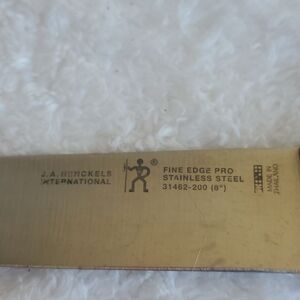 J.A. HENCKELS
INTERNATIONAL
®
FINE EDGE PRO
STAINLESS STEEL
31462-200 (8")
MADE IN
THAILAND